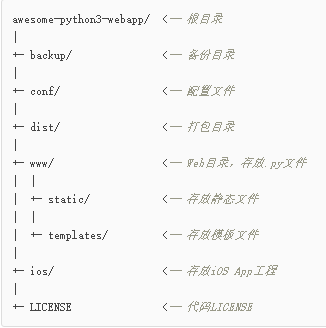 awesome-python3-webapp/  <-- 根目录
|
+- backup/               <-- 备份目录
|
+- conf/                 <-- 配置文件
|
+- dist/                 <-- 打包目录
|
+- www/                  <-- Web目录，存放.py文件
|  |
|  +- static/            <-- 存放静态文件
|  |
|  +- templates/         <-- 存放模板文件
|
+- ios/                  <-- 存放iOS App工程
|
+- LICENSE               <-- 代码LICENSE